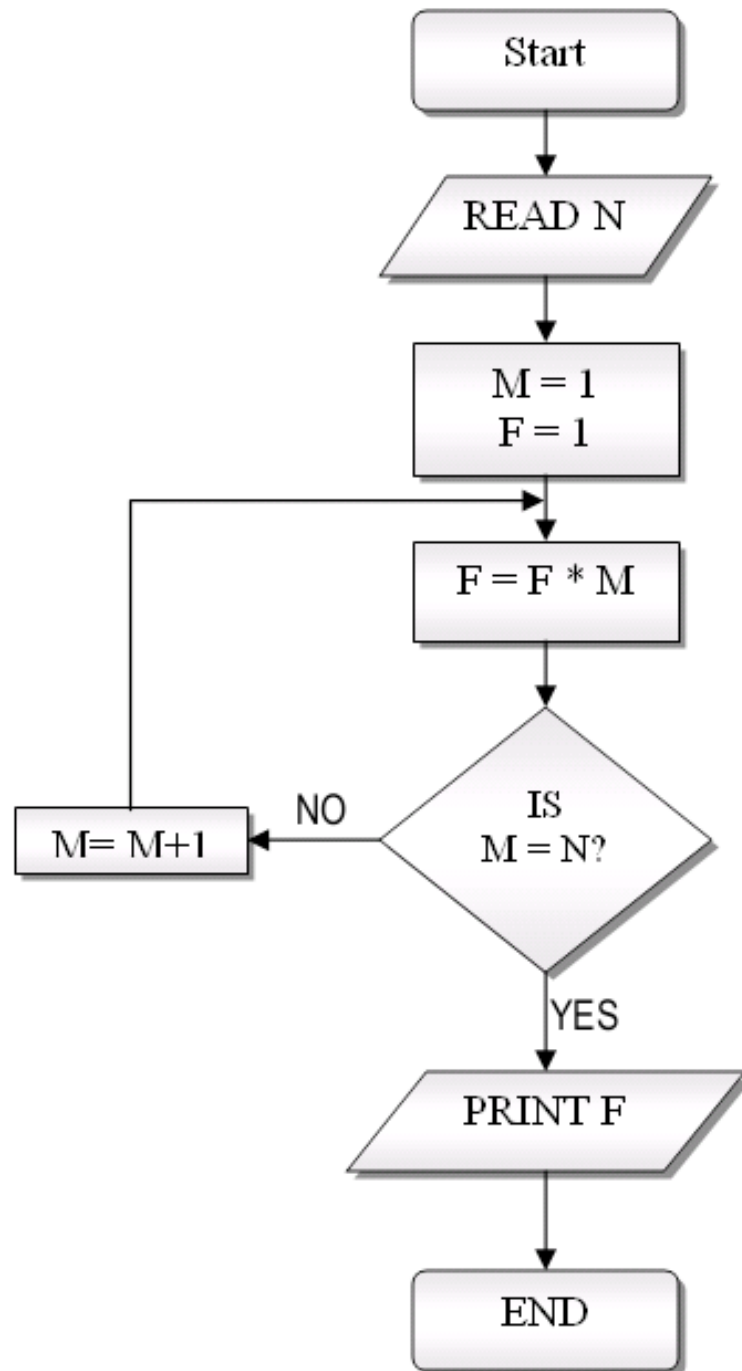 Start
READ N
M = 1
F = 1
F = F * M
IS
M = N?
NO
M= M+1
YES
PRINT F
END